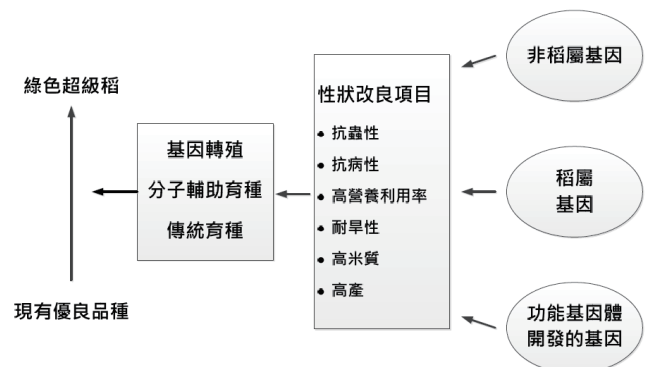 綠色超級稻
現有優良品種
基因轉殖
分子輔助育種
傳統育種
性狀改良項目
• 抗蟲性
• 抗病性
• 高營養利用率
• 耐旱性
• 高米質
• 高產
非稻屬基因
稻屬
基因
功能基因體
開發的基因